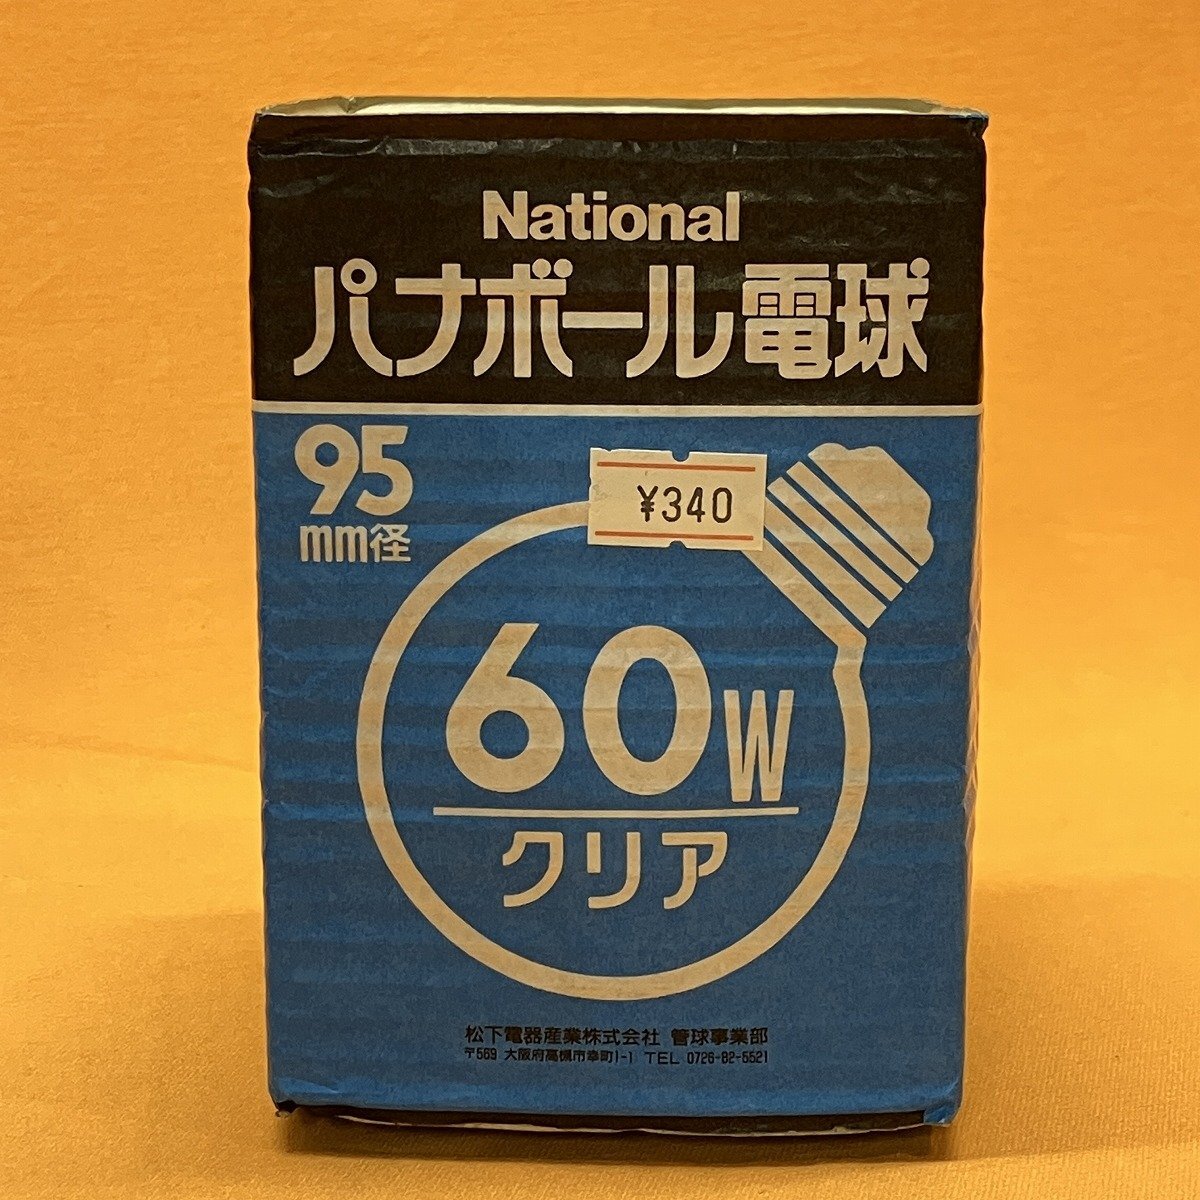 National
パナボール電球
95
mm径
¥340
60W
クリア
松下電器産業株式会社 管球事業部
〒569 大阪府高槻市幸町1-1 TEL 0726-82-5521